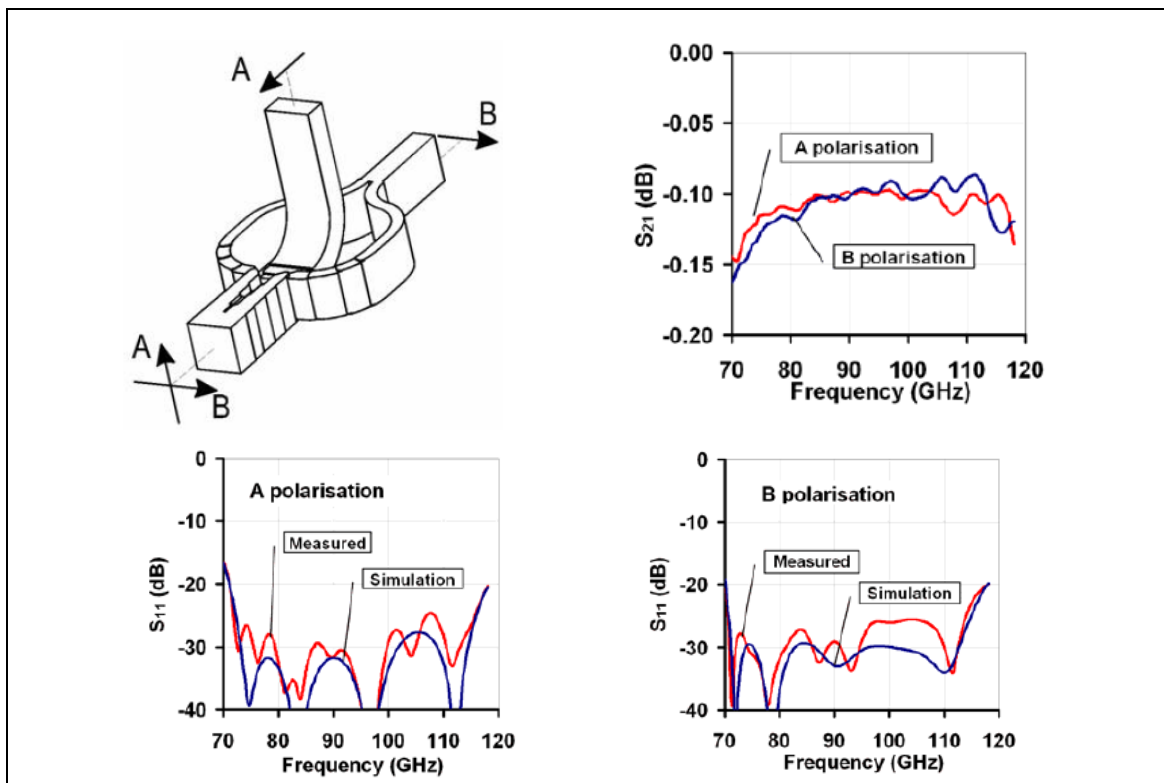 A
B
A
B
0.00
-0.05
-0.10
-0.15
-0.20
S21 (dB)
A polarisation
B polarisation
70 80 90 100 110 120
Frequency (GHz)
0
-10
-20
-30
-40
S11 (dB)
A polarisation
Measured
Simulation
70 80 90 100 110 120
Frequency (GHz)
0
-10
-20
-30
-40
S11 (dB)
B polarisation
Measured
Simulation
70 80 90 100 110 120
Frequency (GHz)